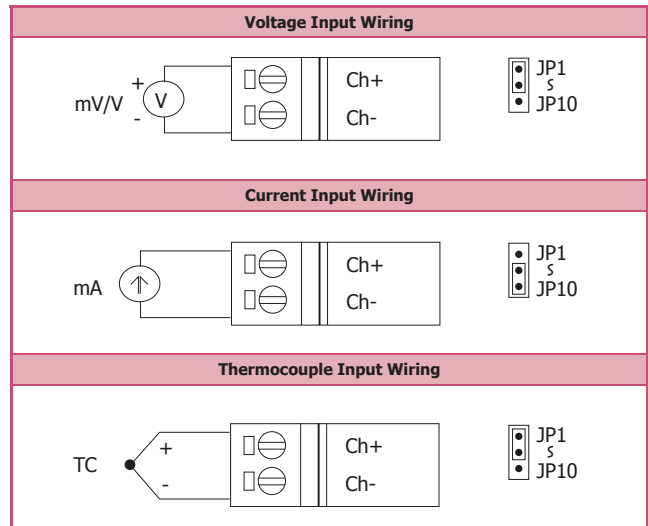 Voltage Input Wiring
mV/V
+
V
-
Ch+
Ch-
JP1
∽
JP10
Current Input Wiring
mA
Ch+
Ch-
JP1
∽
JP10
Thermocouple Input Wiring
TC
+
-
Ch+
Ch-
JP1
∽
JP10